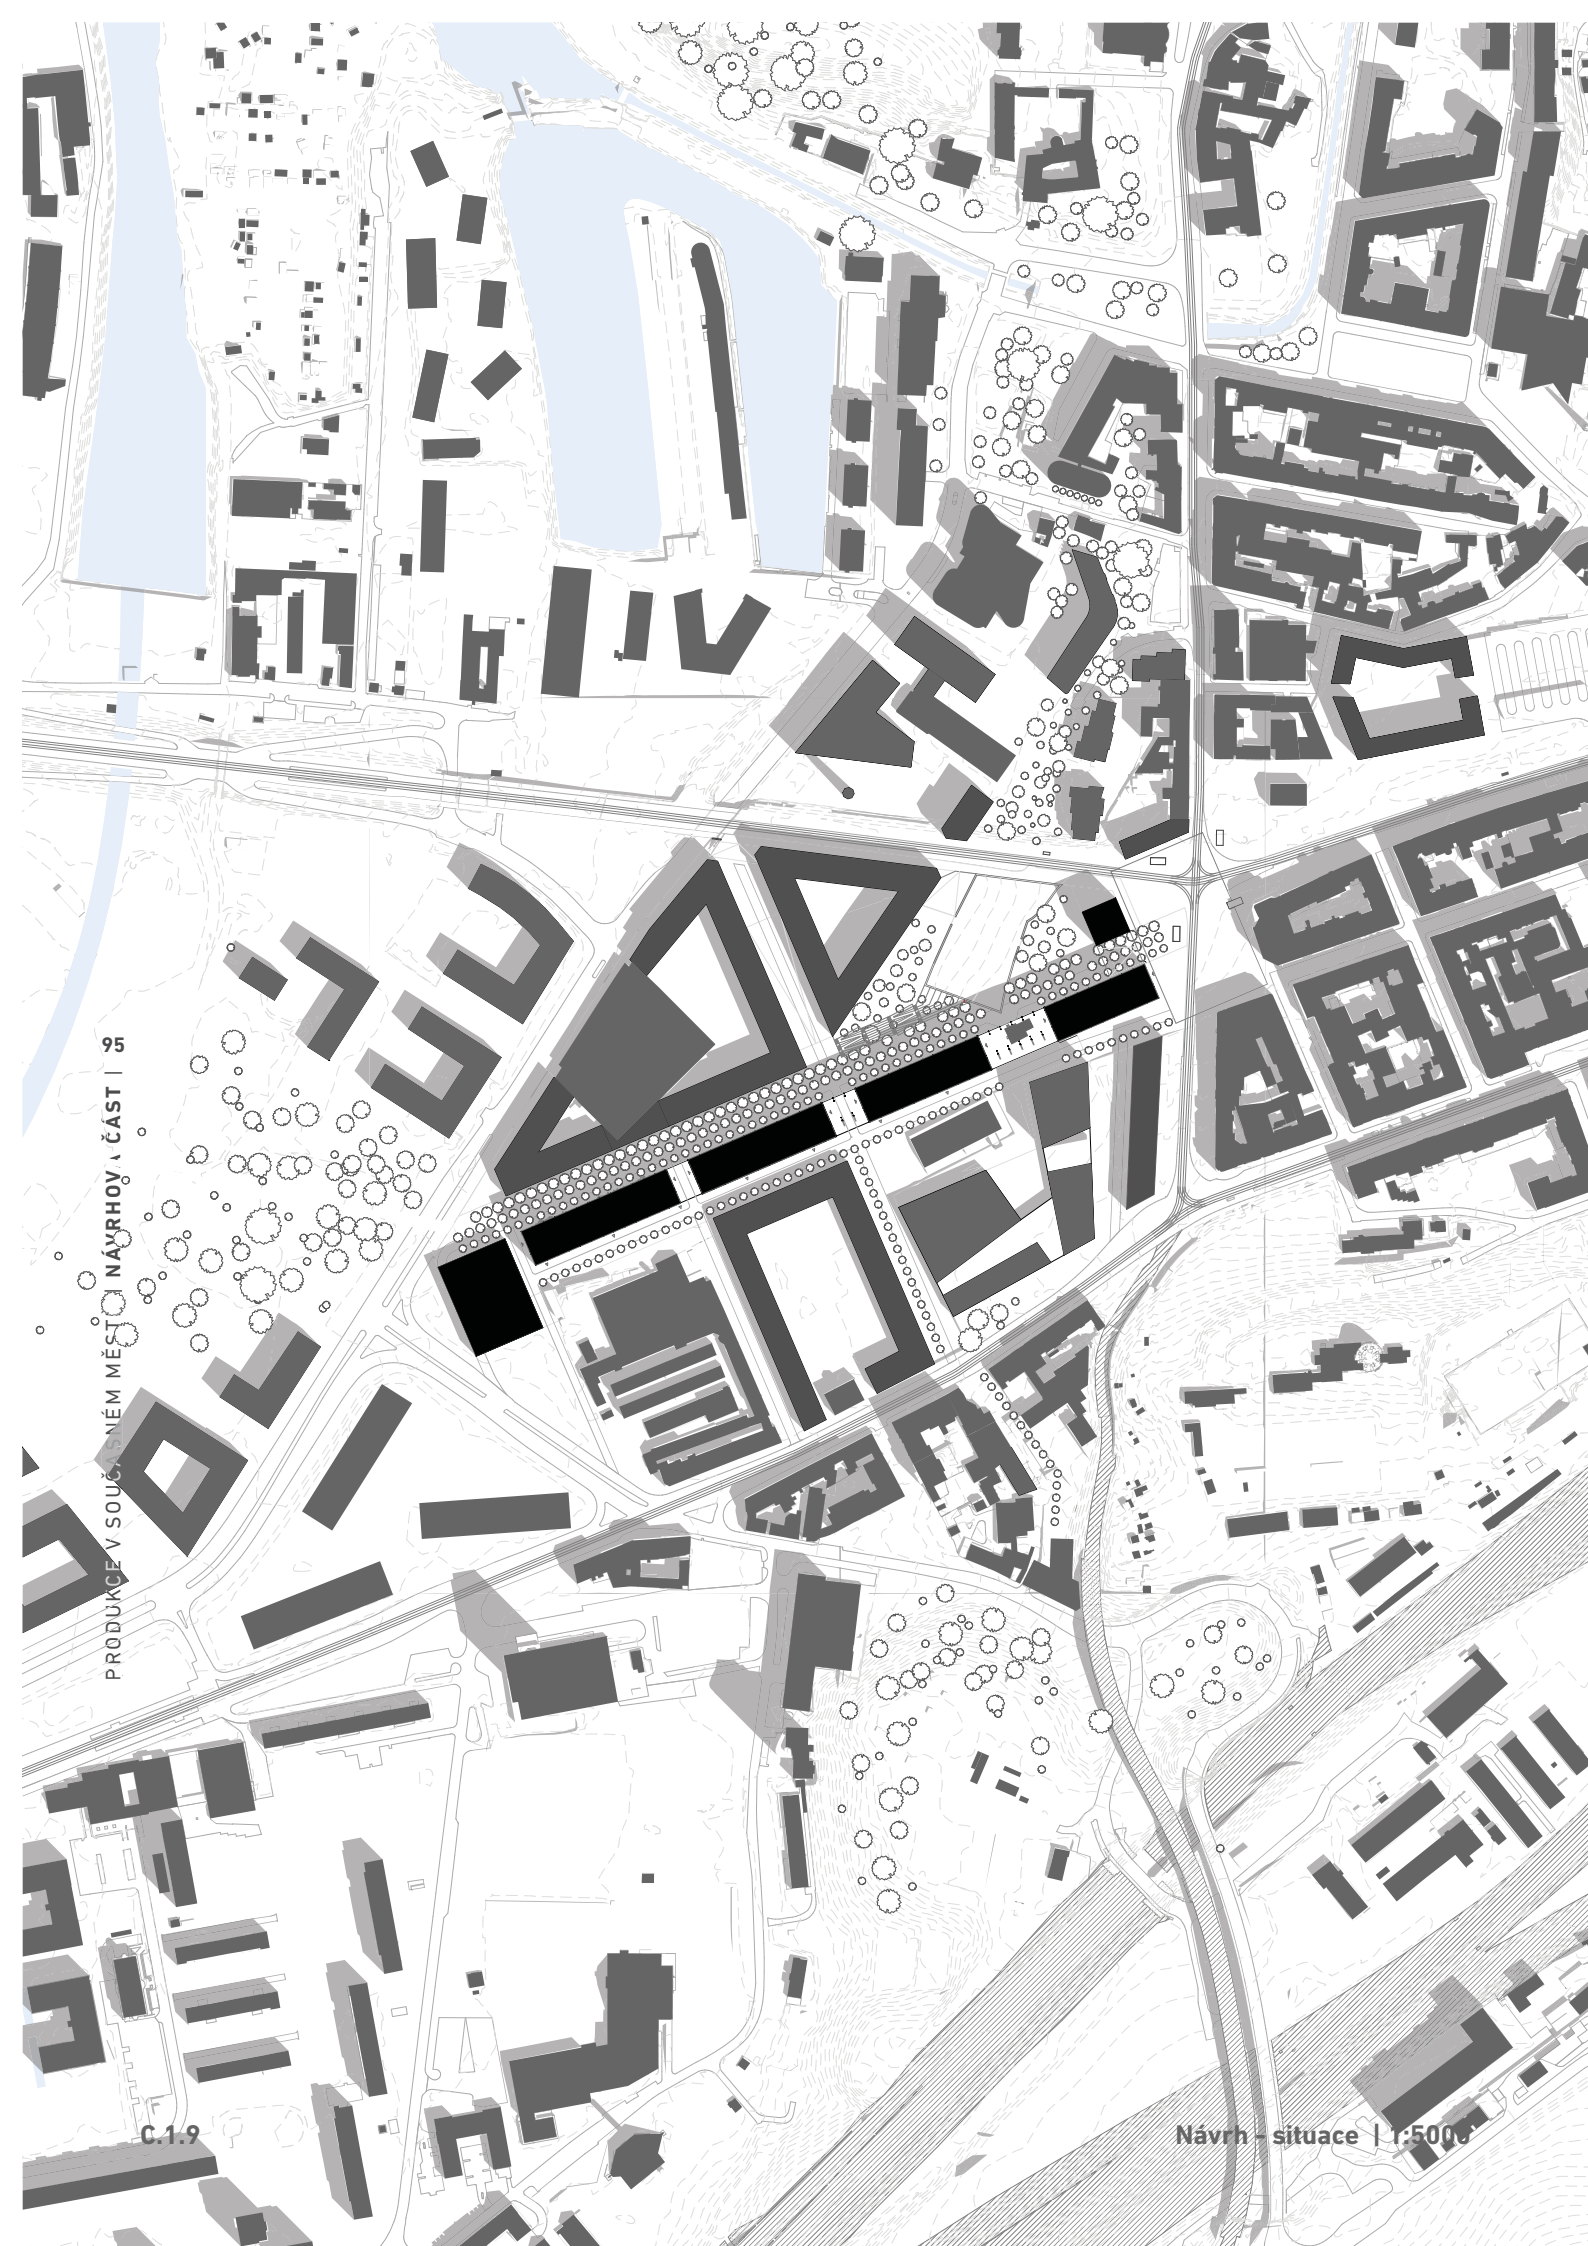 PRODUKCE V SOUČASNÉM MĚSTĚ | NÁVRHOVÁ ČÁST | 95
C.1.9
Návrh - situace | 1:5000